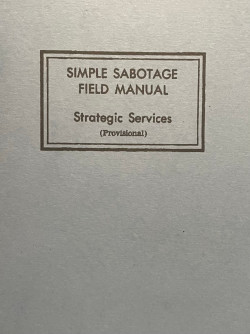 SIMPLE SABOTAGE
FIELD MANUAL
Strategic Services
(Provisional)